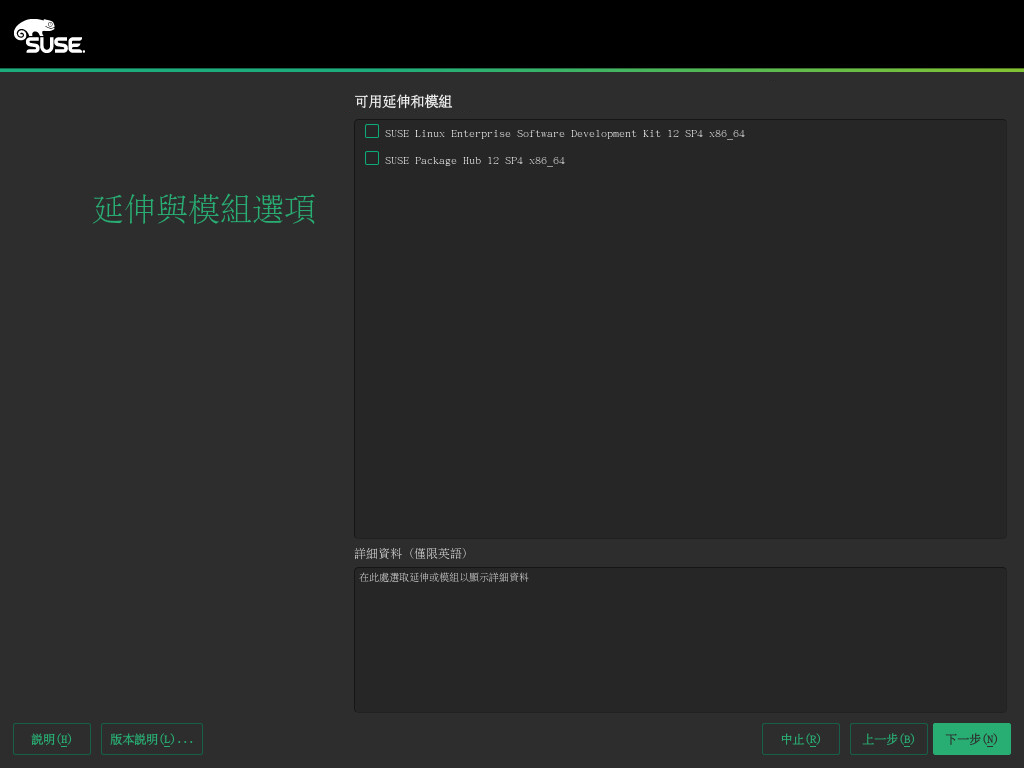 SUSE.
可用延伸和模組
SUSE Linux Enterprise Software Development Kit 12 SP4 x86_64
SUSE Package Hub 12 SP4 x86_64
延伸與模組選項
詳細資料（僅限英語）
在此處選取延伸或模組以顯示詳細資料
說明(H)
版本說明(L)...
中止(R)
上一步(B)
下一步(N)